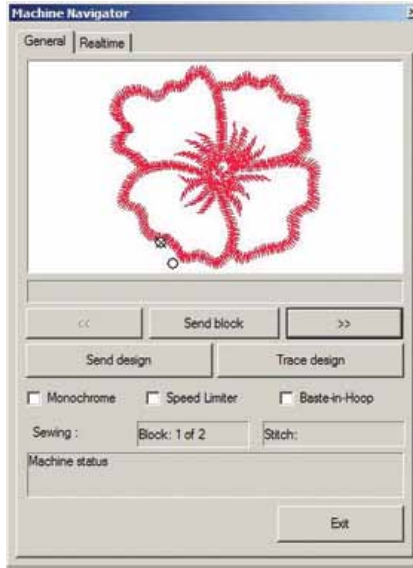 Machine Navigator
General Realtime
<< Send block >>
Send design Trace design
Monochrome Speed Limiter Baste-in-Hoop
Sewing : Block: 1 of 2 Stitch:
Machine status
Exit